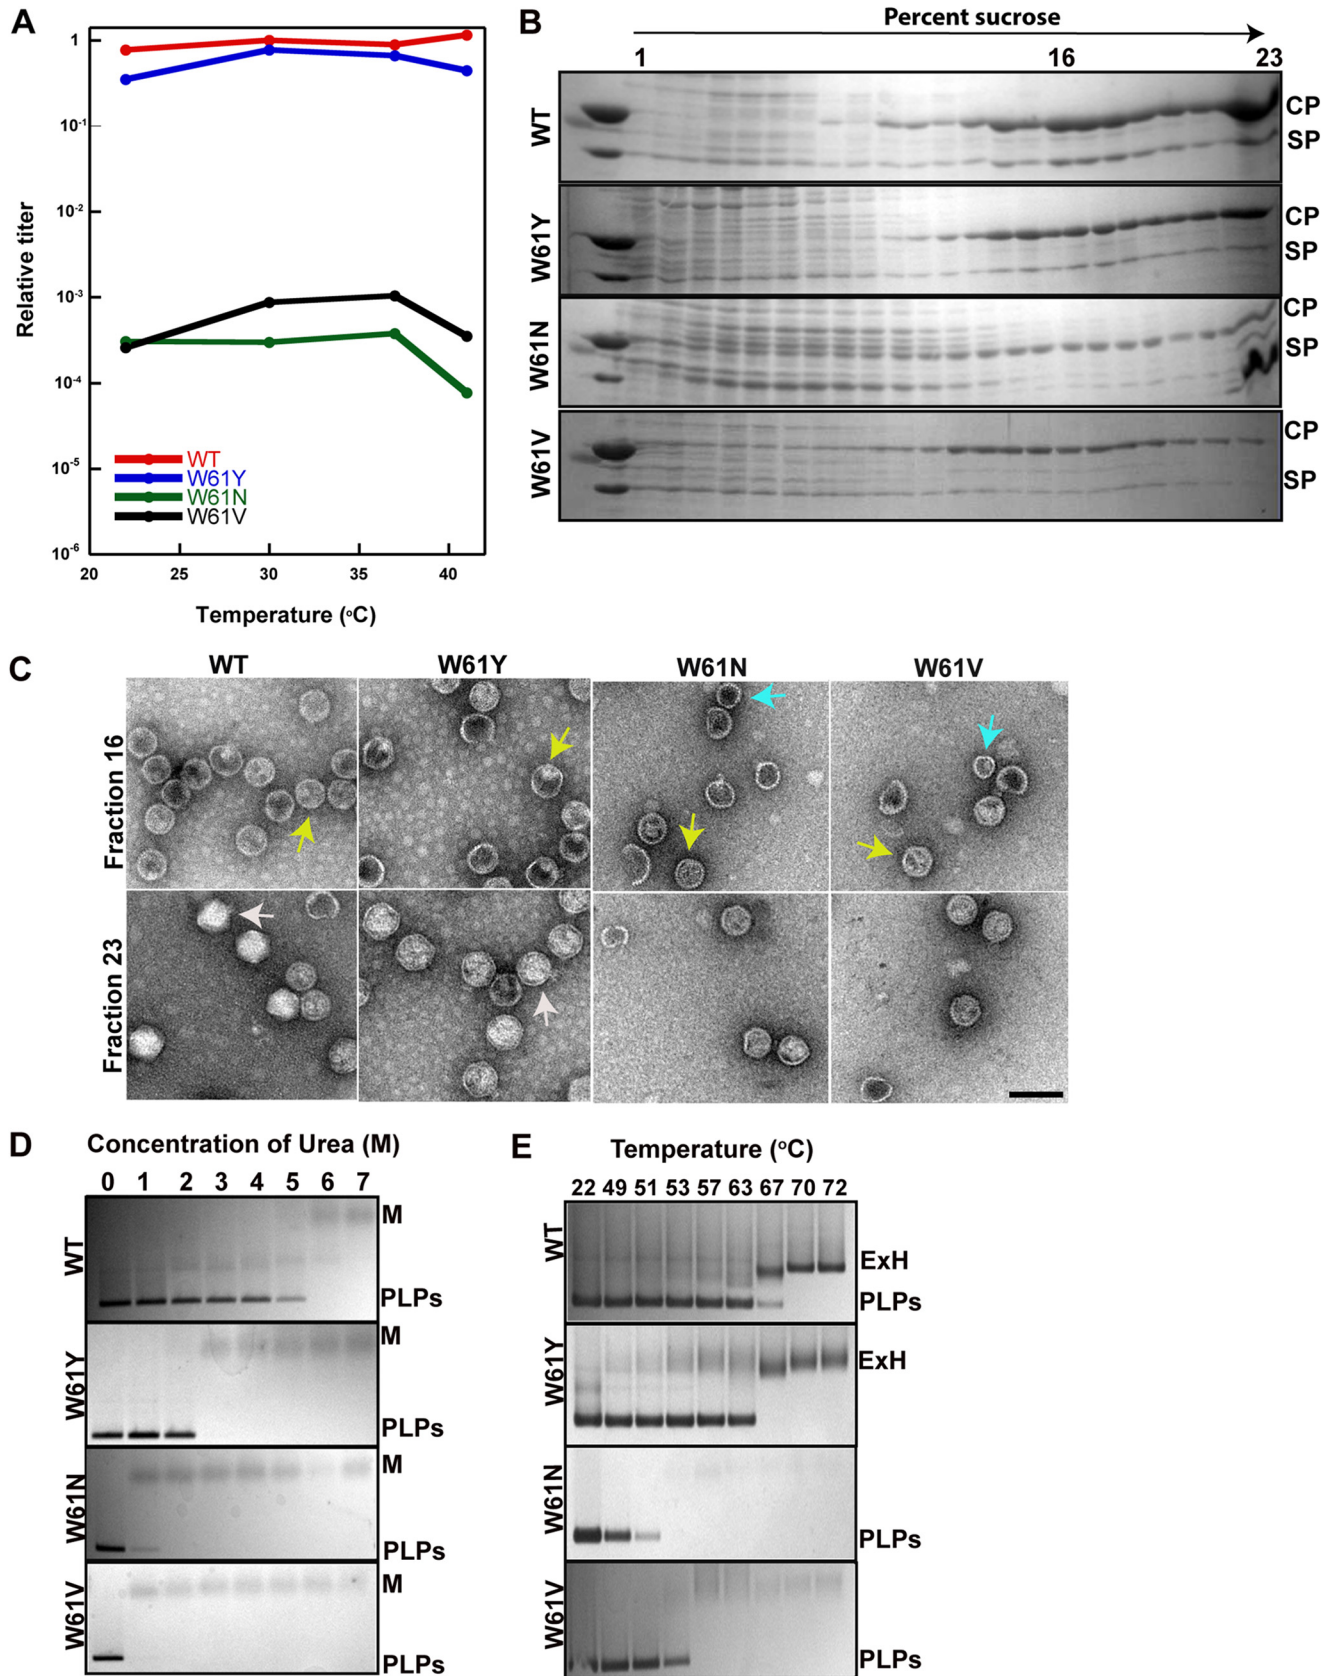 A
Relative titer
1
10-1
10-2
10-3
10-4
10-5
10-6
WT
W61Y
W61N
W61V
20 25 30 35 40
Temperature (oC)
B
Percent sucrose
1 16 23
WT
CP
SP
W61Y
CP
SP
W61N
CP
SP
W61V
CP
SP
C
WT W61Y W61N W61V
Fraction 16
Fraction 23
D
Concentration of Urea (M)
0 1 2 3 4 5 6 7
WT
M
PLPs
W61Y
M
PLPs
W61N
M
PLPs
W61V
M
PLPs
E
Temperature (oC)
22 49 51 53 57 63 67 70 72
WT
ExH
PLPs
W61Y
ExH
W61N
PLPs
W61V
PLPs